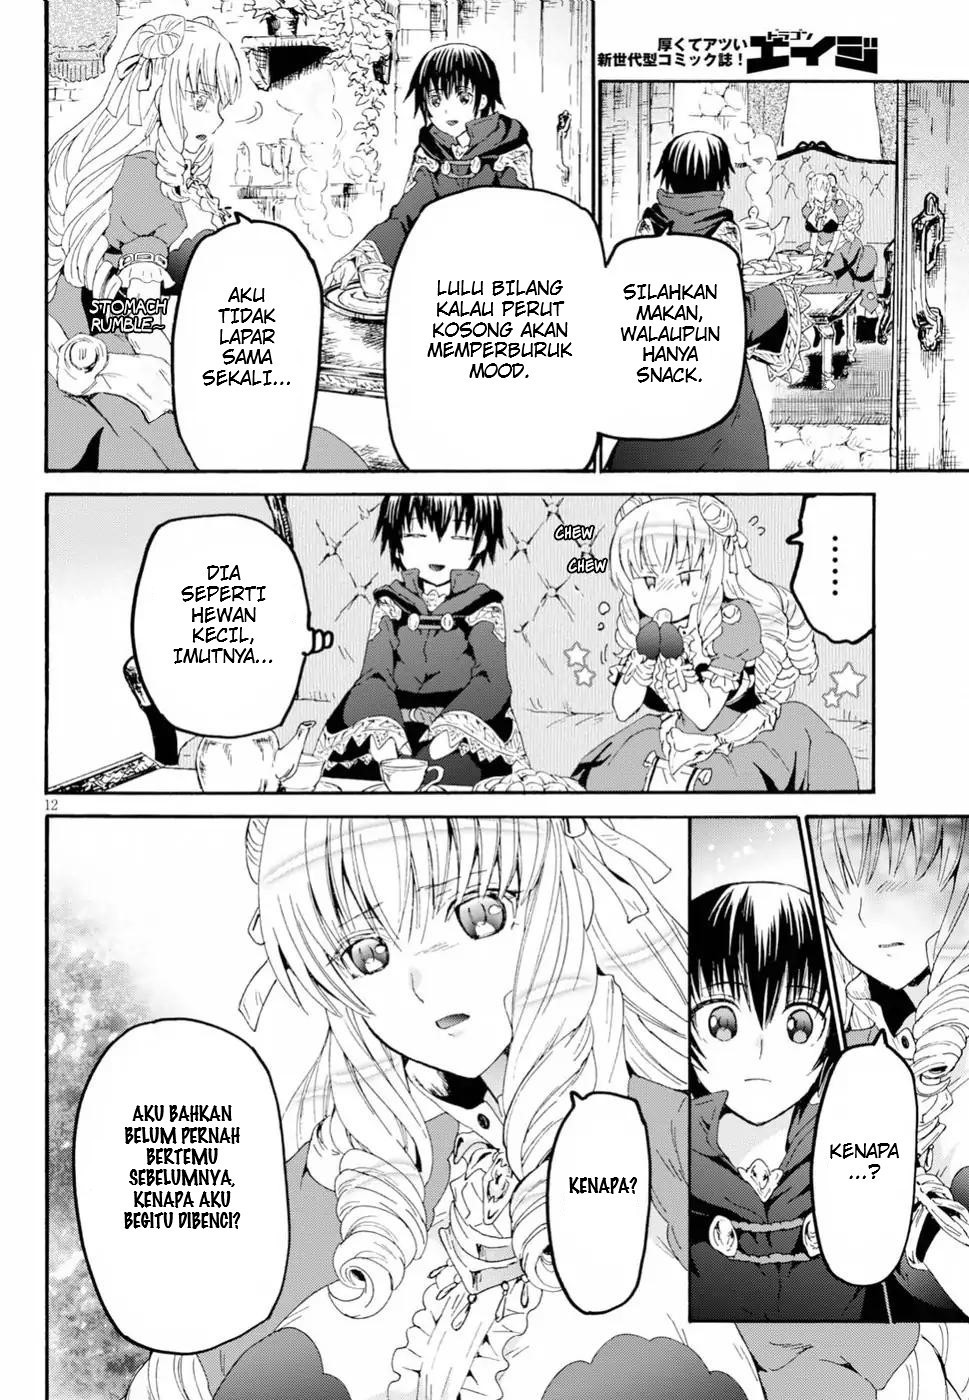 厚くてアツい
新世代型コミック誌!
ドラゴン
エイジ
SILAHKAN
MAKAN,
WALAUPUN
HANYA
SNACK.
LULU BILANG
KALAU PERUT
KOSONG AKAN
MEMPERBURUK
MOOD.
AKU
TIDAK
LAPAR
SAMA
SEKALI...
STOMACH
RUMBLE~
.......
CHEW
CHEW
DIA
SEPERTI
HEWAN
KECIL,
IMUTNYA...
12
KENAPA
...?
KENAPA?
AKU BAHKAN
BELUM PERNAH
BERTEMU
SEBELUMNYA,
KENAPA AKU
BEGITU DIBENCI?